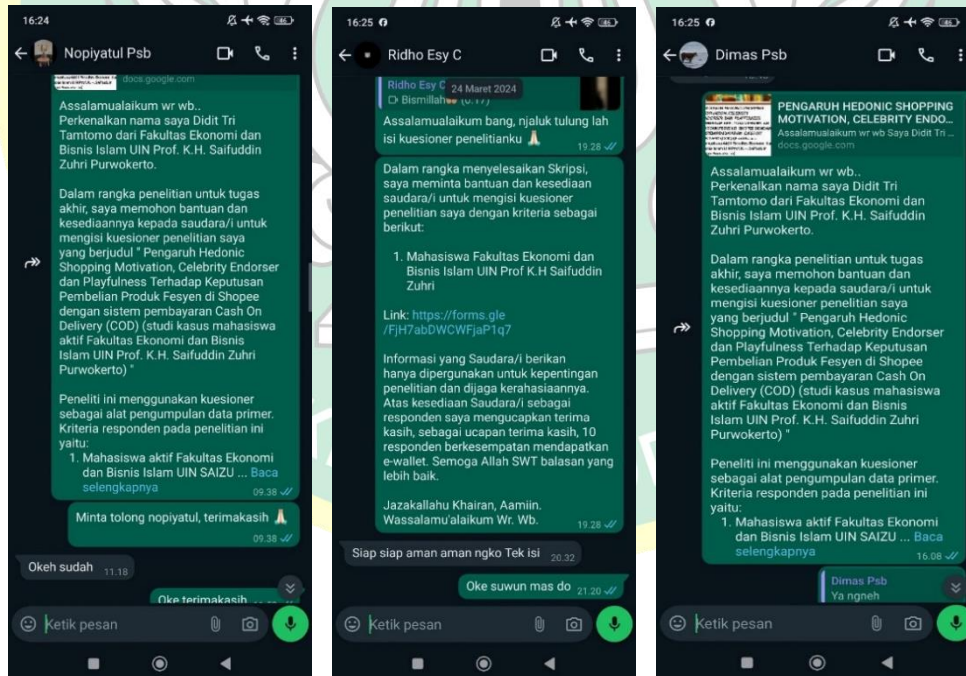 16:24
Nopiyatul Psb
docs.google.com
Assalamualaikum wr wb..
Perkenalkan nama saya Didit Tri
Tamtomo dari Fakultas Ekonomi dan
Bisnis Islam UIN Prof. K.H. Saifuddin
Zuhri Purwokerto.
Dalam rangka penelitian untuk tugas
akhir, saya memohon bantuan dan
kesediaannya kepada saudara/i untuk
mengisi kuesioner penelitian saya
yang berjudul " Pengaruh Hedonic
Shopping Motivation, Celebrity Endorser
dan Playfulness Terhadap Keputusan
Pembelian Produk Fesyen di Shopee
dengan sistem pembayaran Cash On
Delivery (COD) (studi kasus mahasiswa
aktif Fakultas Ekonomi dan Bisnis
Islam UIN Prof. K.H. Saifuddin Zuhri
Purwokerto) "
Peneliti ini menggunakan kuesioner
sebagai alat pengumpulan data primer.
Kriteria responden pada penelitian ini
yaitu:
1. Mahasiswa aktif Fakultas Ekonomi
dan Bisnis Islam UIN SAIZU ... Baca
selengkapnya
09.38
Minta tolong nopiyatul, terimakasih 🙏🏻
09.38
Okeh sudah 11.18
Oke terimakasih
Ketik pesan
16:25
Ridho Esy C
Ridho Esy C
24 Maret 2024
Bismillah (0.17)
Assalamualaikum bang, njaluk tulung lah
isi kuesioner penelitianku 🙏🏻
19.28
Dalam rangka menyelesaikan Skripsi,
saya meminta bantuan dan kesediaan
saudara/i untuk mengisi kuesioner
penelitian saya dengan kriteria sebagai
berikut:
1. Mahasiswa Fakultas Ekonomi dan
Bisnis Islam UIN Prof K.H Saifuddin
Zuhri
Link: https://forms.gle
/FjH7abDWCWFjaP1q7
Informasi yang Saudara/i berikan
hanya dipergunakan untuk kepentingan
penelitian dan dijaga kerahasiaannya.
Atas kesediaan Saudara/i sebagai
responden saya mengucapkan terima
kasih, sebagai ucapan terima kasih, 10
responden berkesempatan mendapatkan
e-wallet. Semoga Allah SWT balasan yang
lebih baik.
Jazakallahu Khairan, Aamiin.
Wassalamu'alaikum Wr. Wb.
19.28
Siap siap aman aman ngko Tek isi 20.32
Oke suwun mas do 21.20
Ketik pesan
16:25
Dimas Psb
PENGARUH HEDONIC SHOPPING
MOTIVATION, CELEBRITY ENDO...
Assalamualaikum wr wb Saya Didit Tri ...
docs.google.com
Assalamualaikum wr wb..
Perkenalkan nama saya Didit Tri
Tamtomo dari Fakultas Ekonomi dan
Bisnis Islam UIN Prof. K.H. Saifuddin
Zuhri Purwokerto.
Dalam rangka penelitian untuk tugas
akhir, saya memohon bantuan dan
kesediaannya kepada saudara/i untuk
mengisi kuesioner penelitian saya
yang berjudul " Pengaruh Hedonic
Shopping Motivation, Celebrity Endorser
dan Playfulness Terhadap Keputusan
Pembelian Produk Fesyen di Shopee
dengan sistem pembayaran Cash On
Delivery (COD) (studi kasus mahasiswa
aktif Fakultas Ekonomi dan Bisnis
Islam UIN Prof. K.H. Saifuddin Zuhri
Purwokerto) "
Peneliti ini menggunakan kuesioner
sebagai alat pengumpulan data primer.
Kriteria responden pada penelitian ini
yaitu:
1. Mahasiswa aktif Fakultas Ekonomi
dan Bisnis Islam UIN SAIZU ... Baca
selengkapnya
16.08
Dimas Psb
Ya ngneh
Ketik pesan